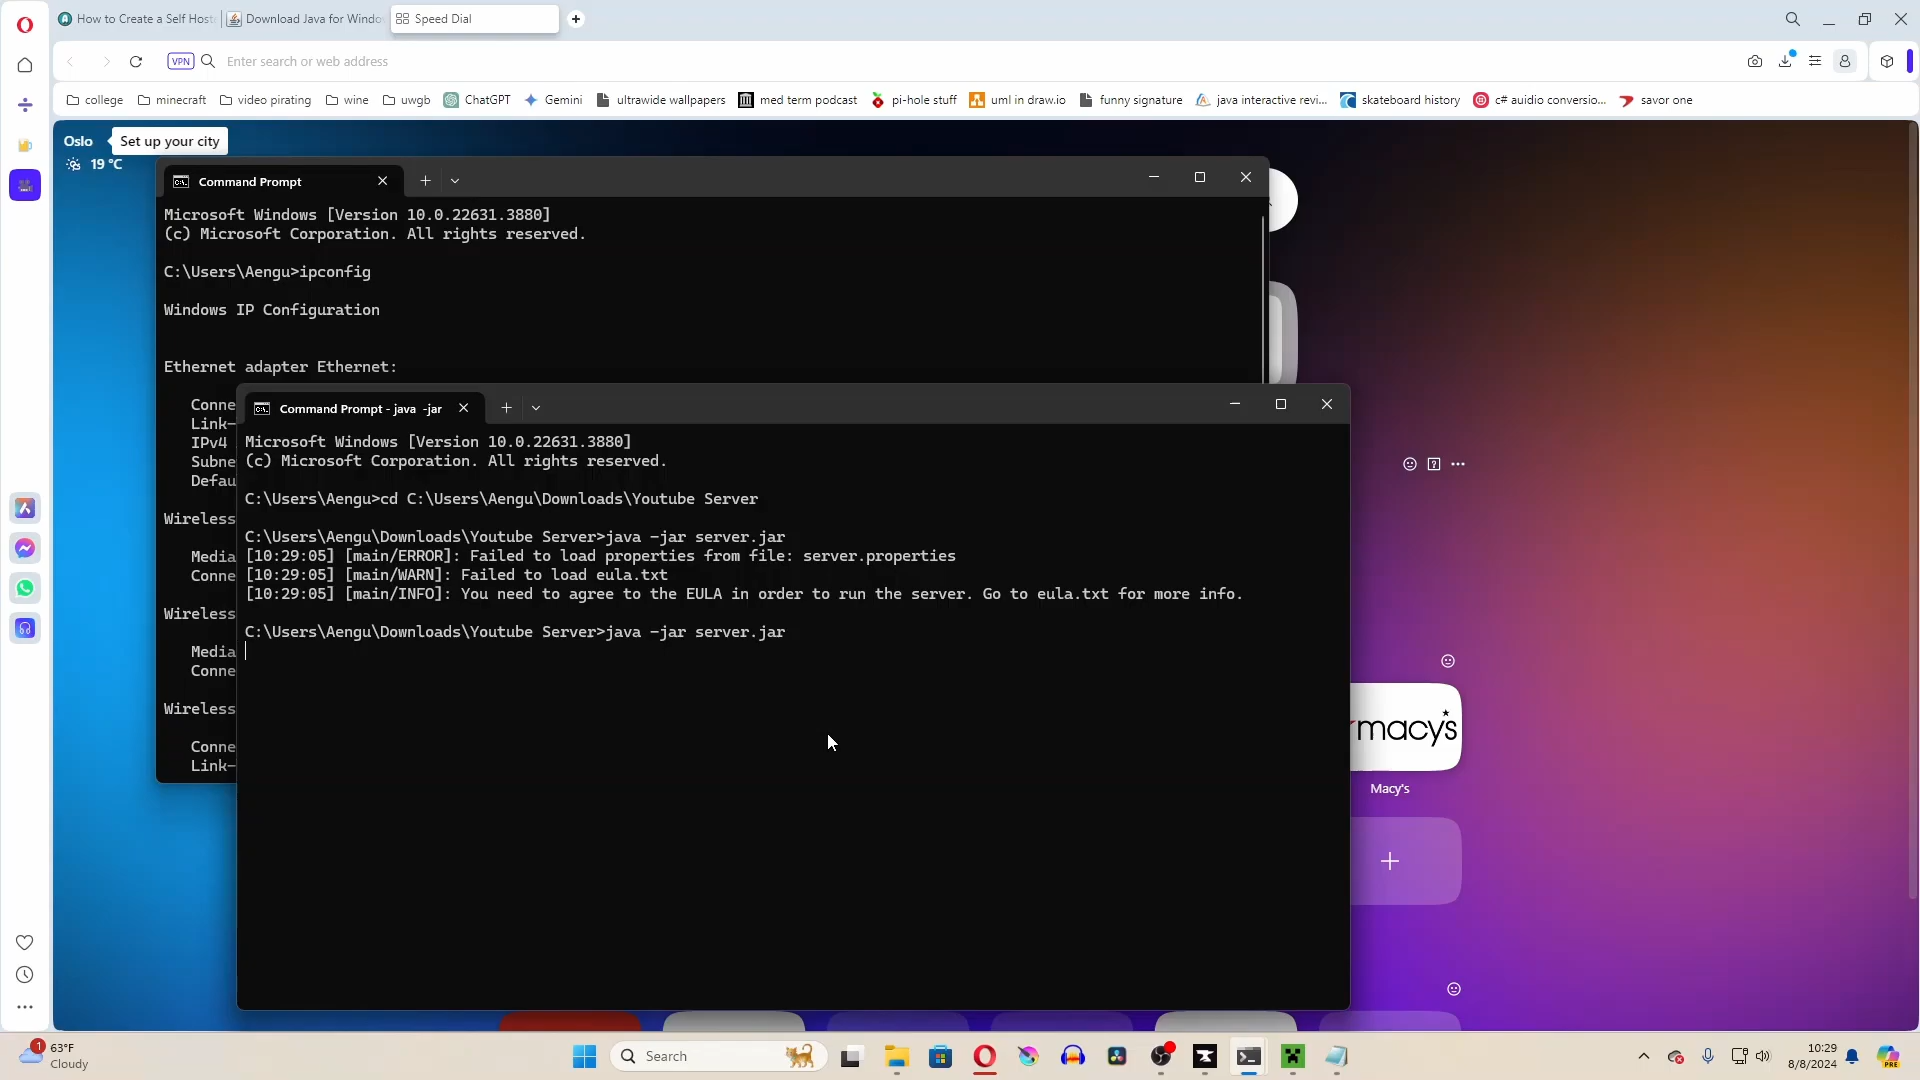 How to Create a Self Host
Download Java for Windo
Speed Dial
VPN
Enter search or web address
college
minecraft
video pirating
wine
uwgb
ChatGPT
Gemini
ultrawide wallpapers
med term podcast
pi-hole stuff
uml in draw.io
funny signature
java interactive revi...
skateboard history
c# auidio conversio...
savor one
Oslo
Set up your city
19 °C
Command Prompt
Microsoft Windows [Version 10.0.22631.3880]
(c) Microsoft Corporation. All rights reserved.
C:\Users\Aengu>ipconfig
Windows IP Configuration
Ethernet adapter Ethernet:
Conne
Link-
IPv4
Subne
Defau
Wireless
Media
Conne
Wireless
Media
Conne
Wireless
Conne
Link-
Command Prompt - java -jar
Microsoft Windows [Version 10.0.22631.3880]
(c) Microsoft Corporation. All rights reserved.
C:\Users\Aengu>cd C:\Users\Aengu\Downloads\Youtube Server
C:\Users\Aengu\Downloads\Youtube Server>java -jar server.jar
[10:29:05] [main/ERROR]: Failed to load properties from file: server.properties
[10:29:05] [main/WARN]: Failed to load eula.txt
[10:29:05] [main/INFO]: You need to agree to the EULA in order to run the server. Go to eula.txt for more info.
C:\Users\Aengu\Downloads\Youtube Server>java -jar server.jar
macy's
Macy's
1
63°F
Cloudy
Search
10:29
8/8/2024
PRE